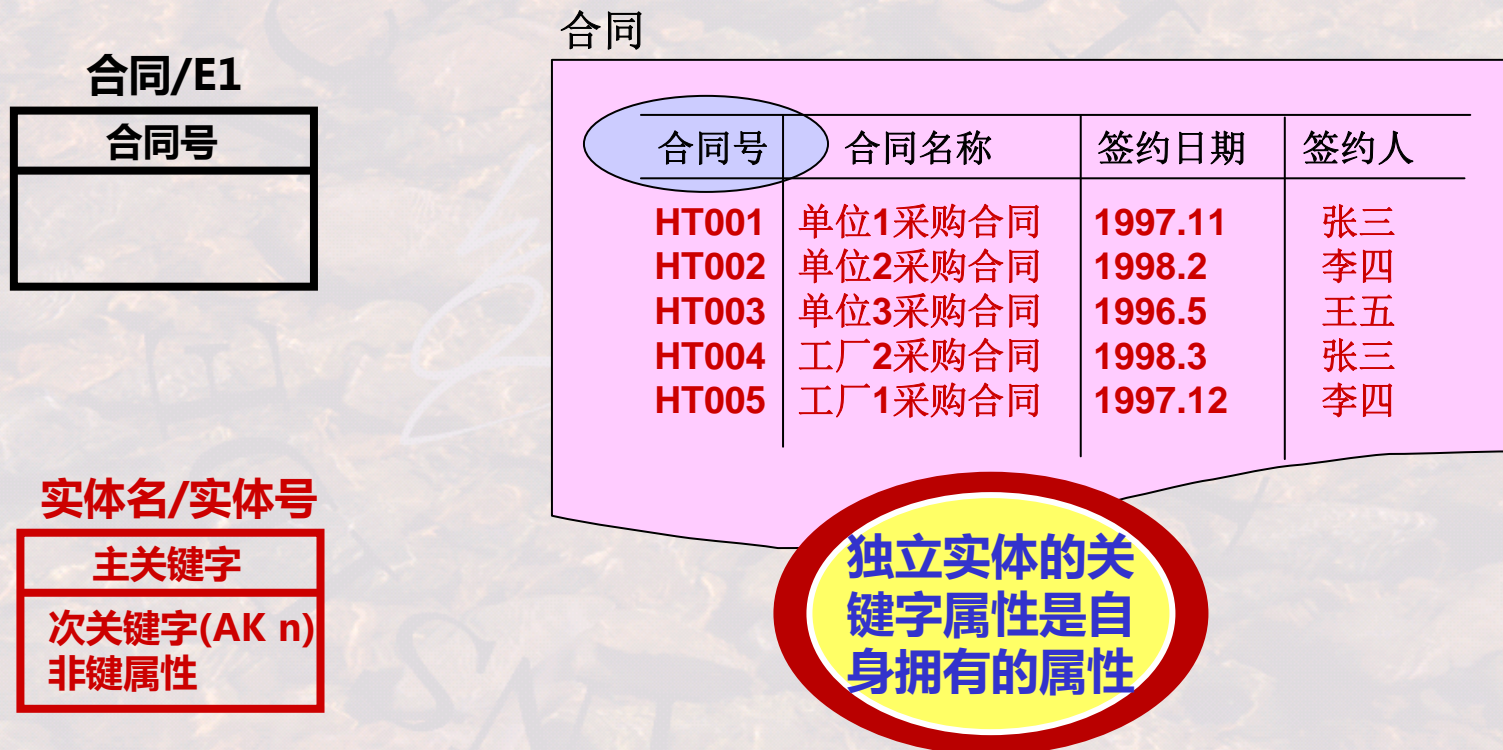 合同/E1
合同号
实体名/实体号
主关键字
次关键字(AK n)
非键属性
合同
合同号 合同名称 签约日期 签约人
HT001 单位1采购合同 1997.11 张三
HT002 单位2采购合同 1998.2 李四
HT003 单位3采购合同 1996.5 王五
HT004 工厂2采购合同 1998.3 张三
HT005 工厂1采购合同 1997.12 李四
独立实体的关
键字属性是自
身拥有的属性